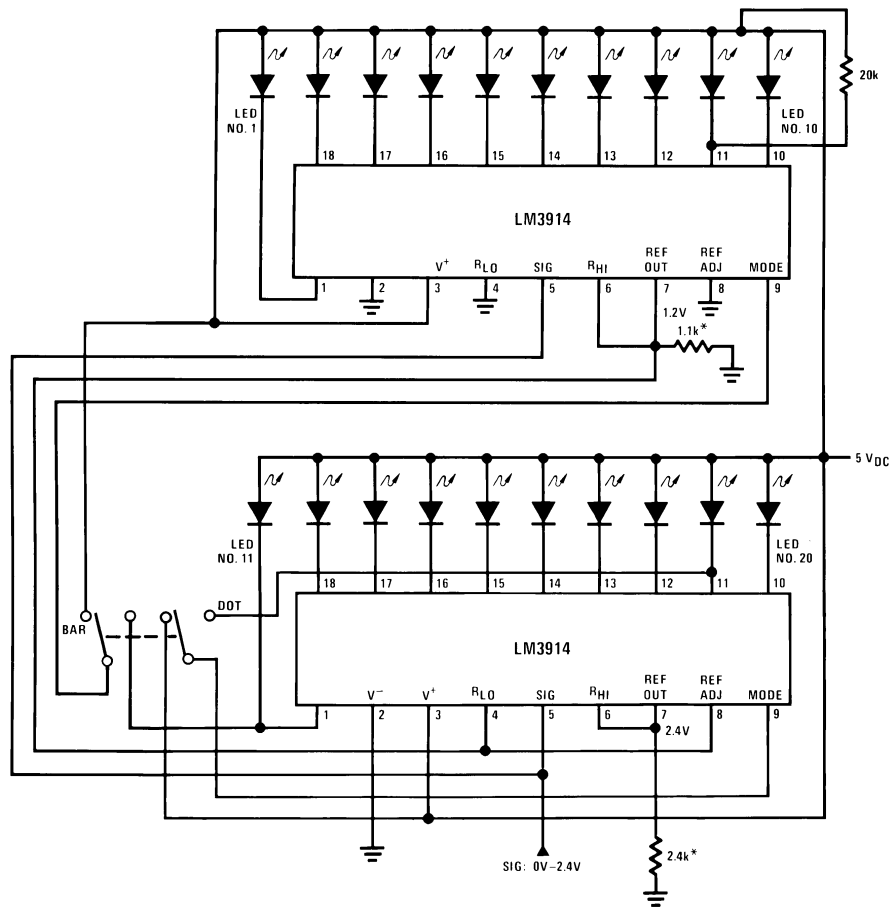 20k
LED
NO. 1
LED
NO. 10
18 17 16 15 14 13 12 11 10
LM3914
V+ RLO SIG RHI REF OUT REF ADJ MODE
1 2 3 4 5 6 7 8 9
1.2V
1.1k*
5 VDC
LED
NO. 11
LED
NO. 20
18 17 16 15 14 13 12 11 10
DOT
BAR
LM3914
V− V+ RLO SIG RHI REF OUT REF ADJ MODE
1 2 3 4 5 6 7 8 9
2.4V
2.4k*
SIG: 0V–2.4V